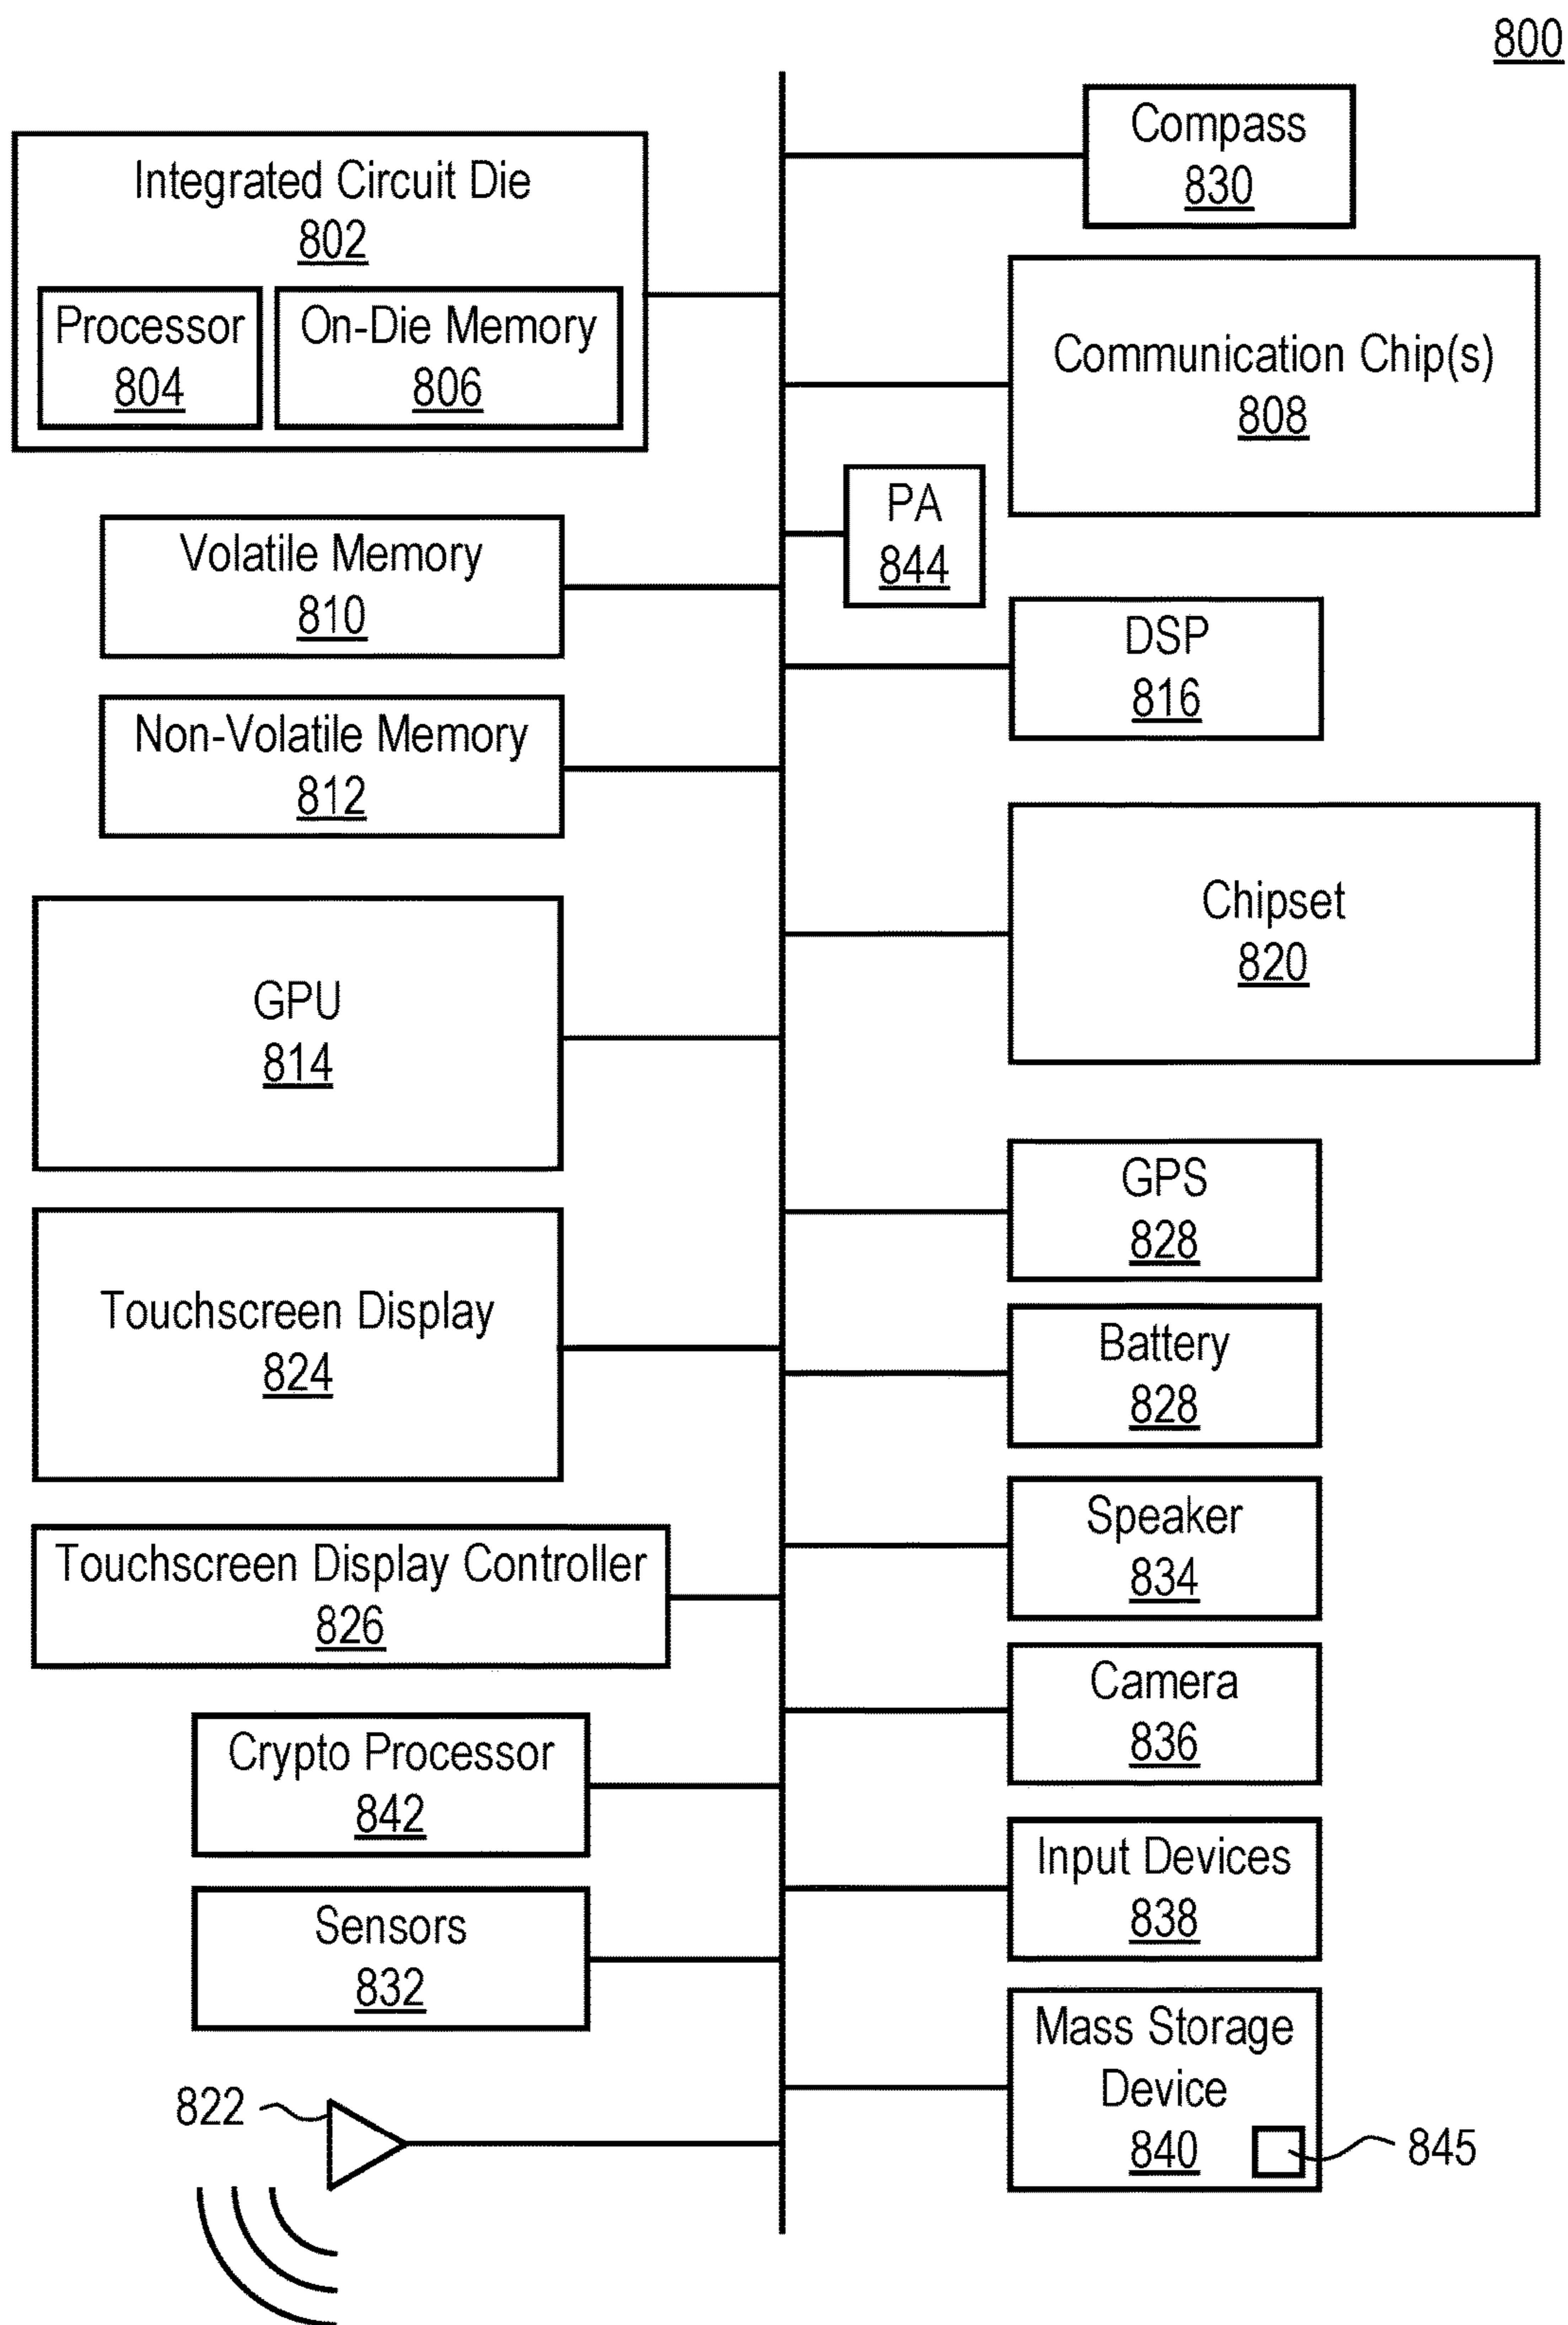 800
Integrated Circuit Die
802
Processor
804
On-Die Memory
806
Volatile Memory
810
Non-Volatile Memory
812
GPU
814
Touchscreen Display
824
Touchscreen Display Controller
826
Crypto Processor
842
Sensors
832
822
Compass
830
Communication Chip(s)
808
PA
844
DSP
816
Chipset
820
GPS
828
Battery
828
Speaker
834
Camera
836
Input Devices
838
Mass Storage
Device
840
845